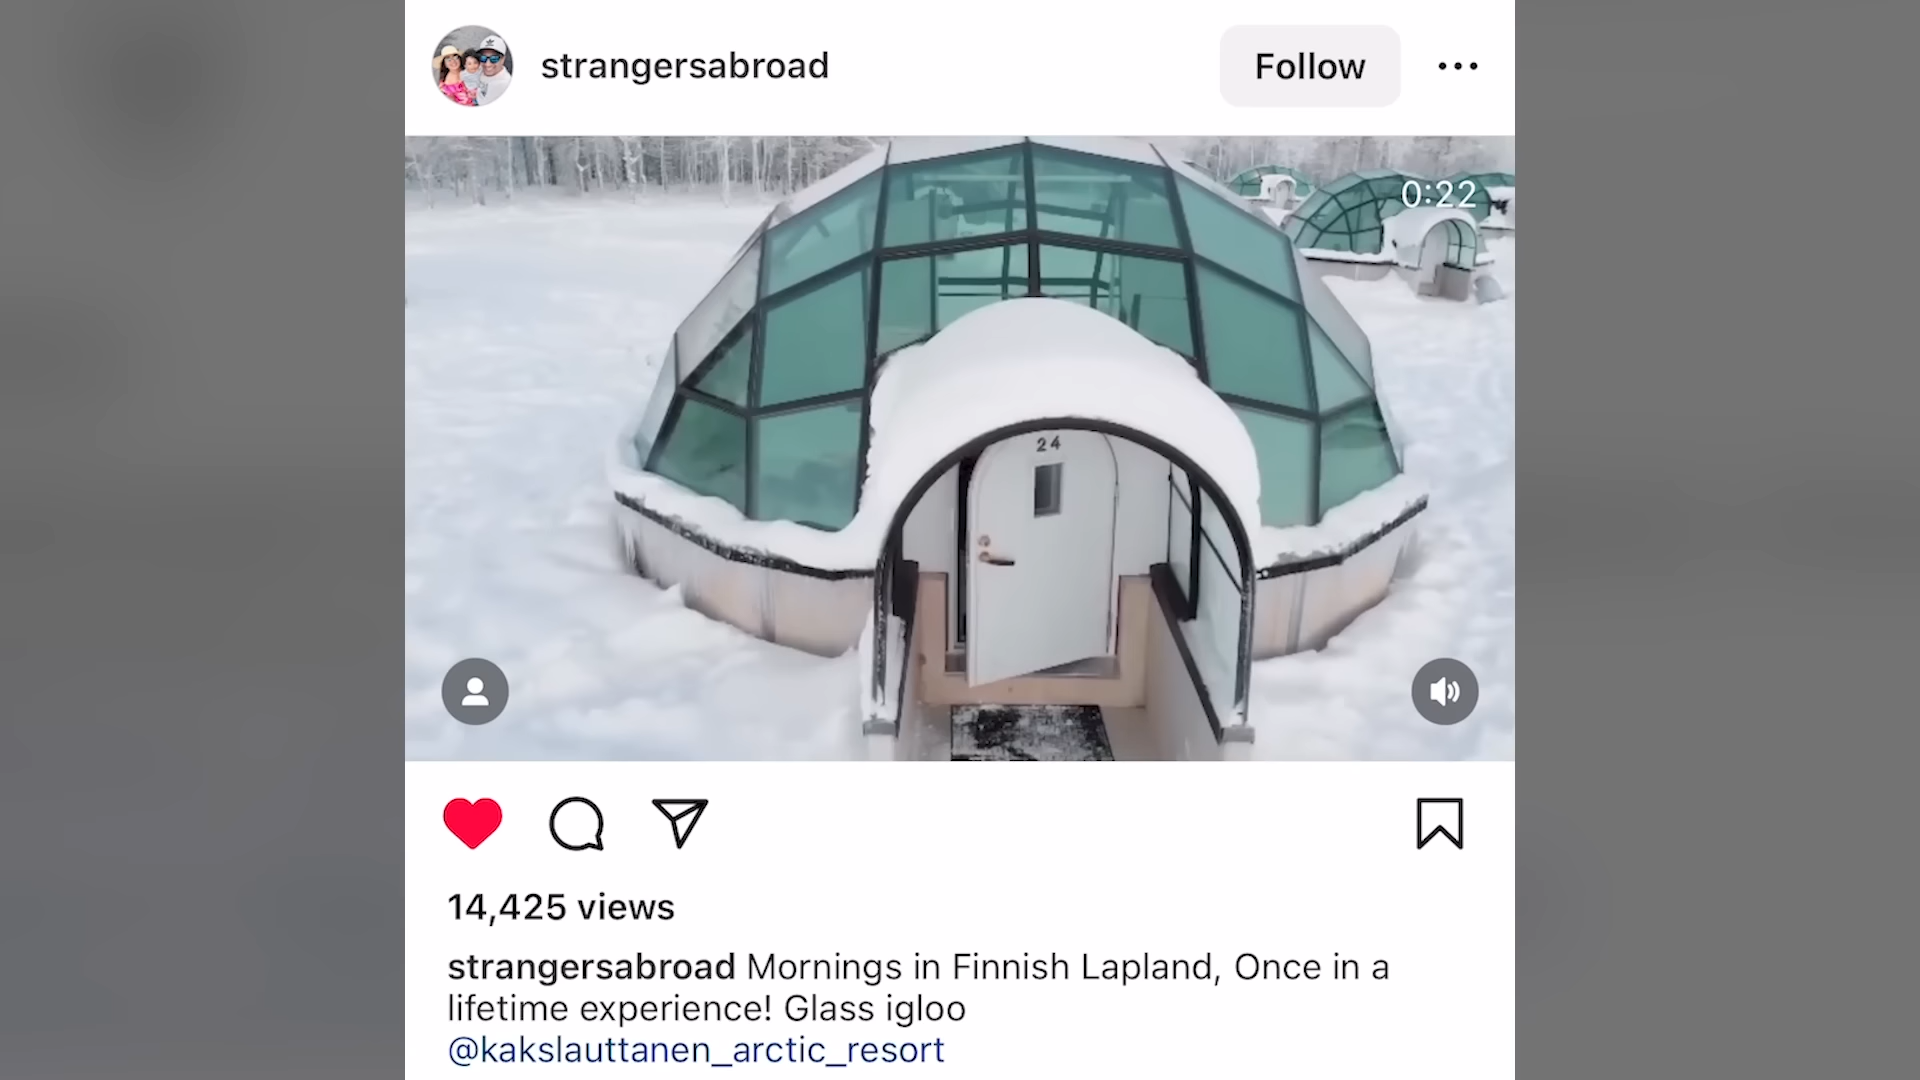 strangersabroad
Follow
0:22
24
14,425 views
strangersabroad Mornings in Finnish Lapland, Once in a
lifetime experience! Glass igloo
@kakslauttanen_arctic_resort